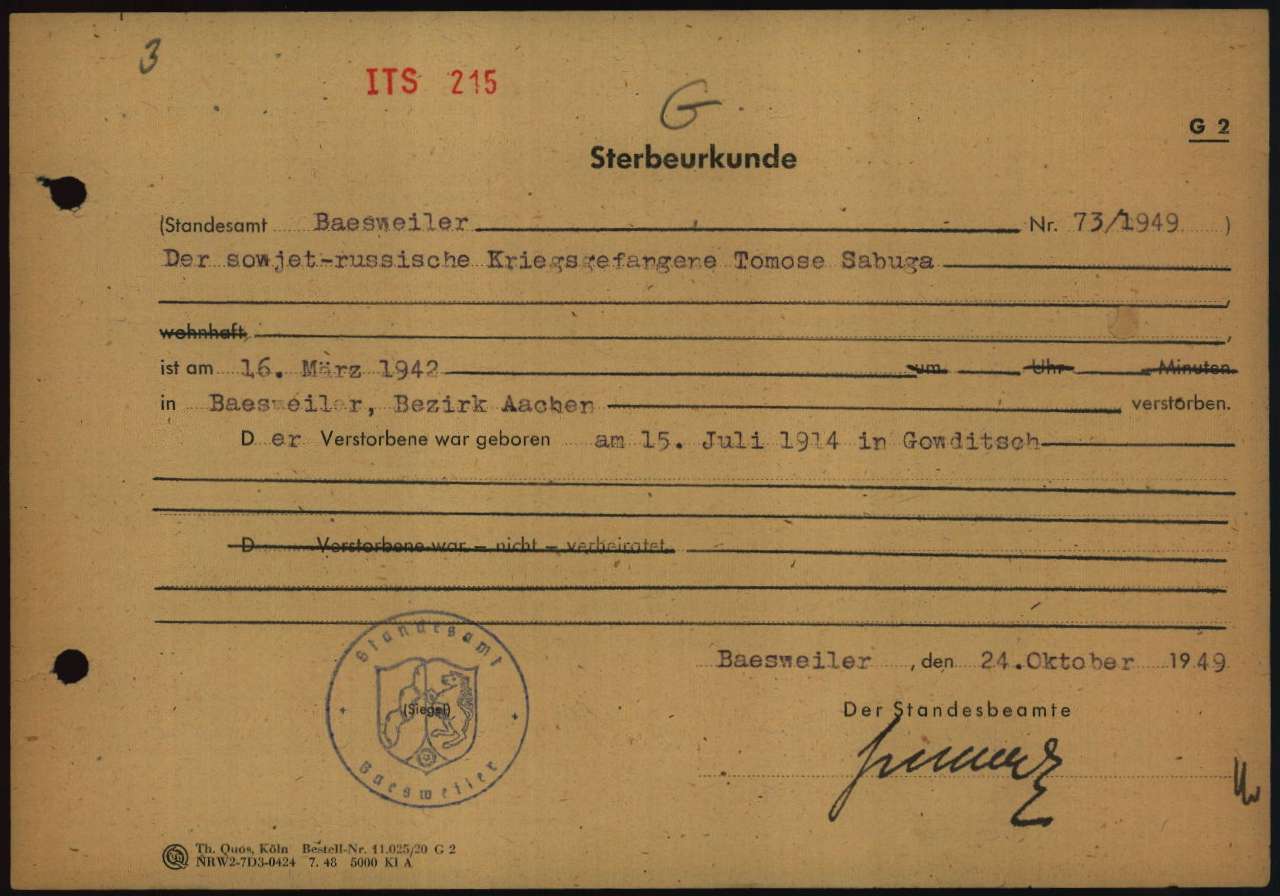 3
ITS 215
G
G 2
Sterbeurkunde
(Standesamt Baesweiler Nr. 73/1949 )
Der sowjet-russische Kriegsgefangene Tomose Sabuga
wohnhaft
ist am 16. März 1942 um Uhr Minuten
in Baesweiler, Bezirk Aachen verstorben.
D er Verstorbene war geboren am 15. Juli 1914 in Gowditsch
D Verstorbene war – nicht – verheiratet
Standesamt
(Siegel)
Baesweiler
Baesweiler , den 24.Oktober 1949
Der Standesbeamte
Th. Quos, Köln Bestell-Nr. 11.025/20 G 2
NRW2-7D3-0424 7. 48 5000 Kl A